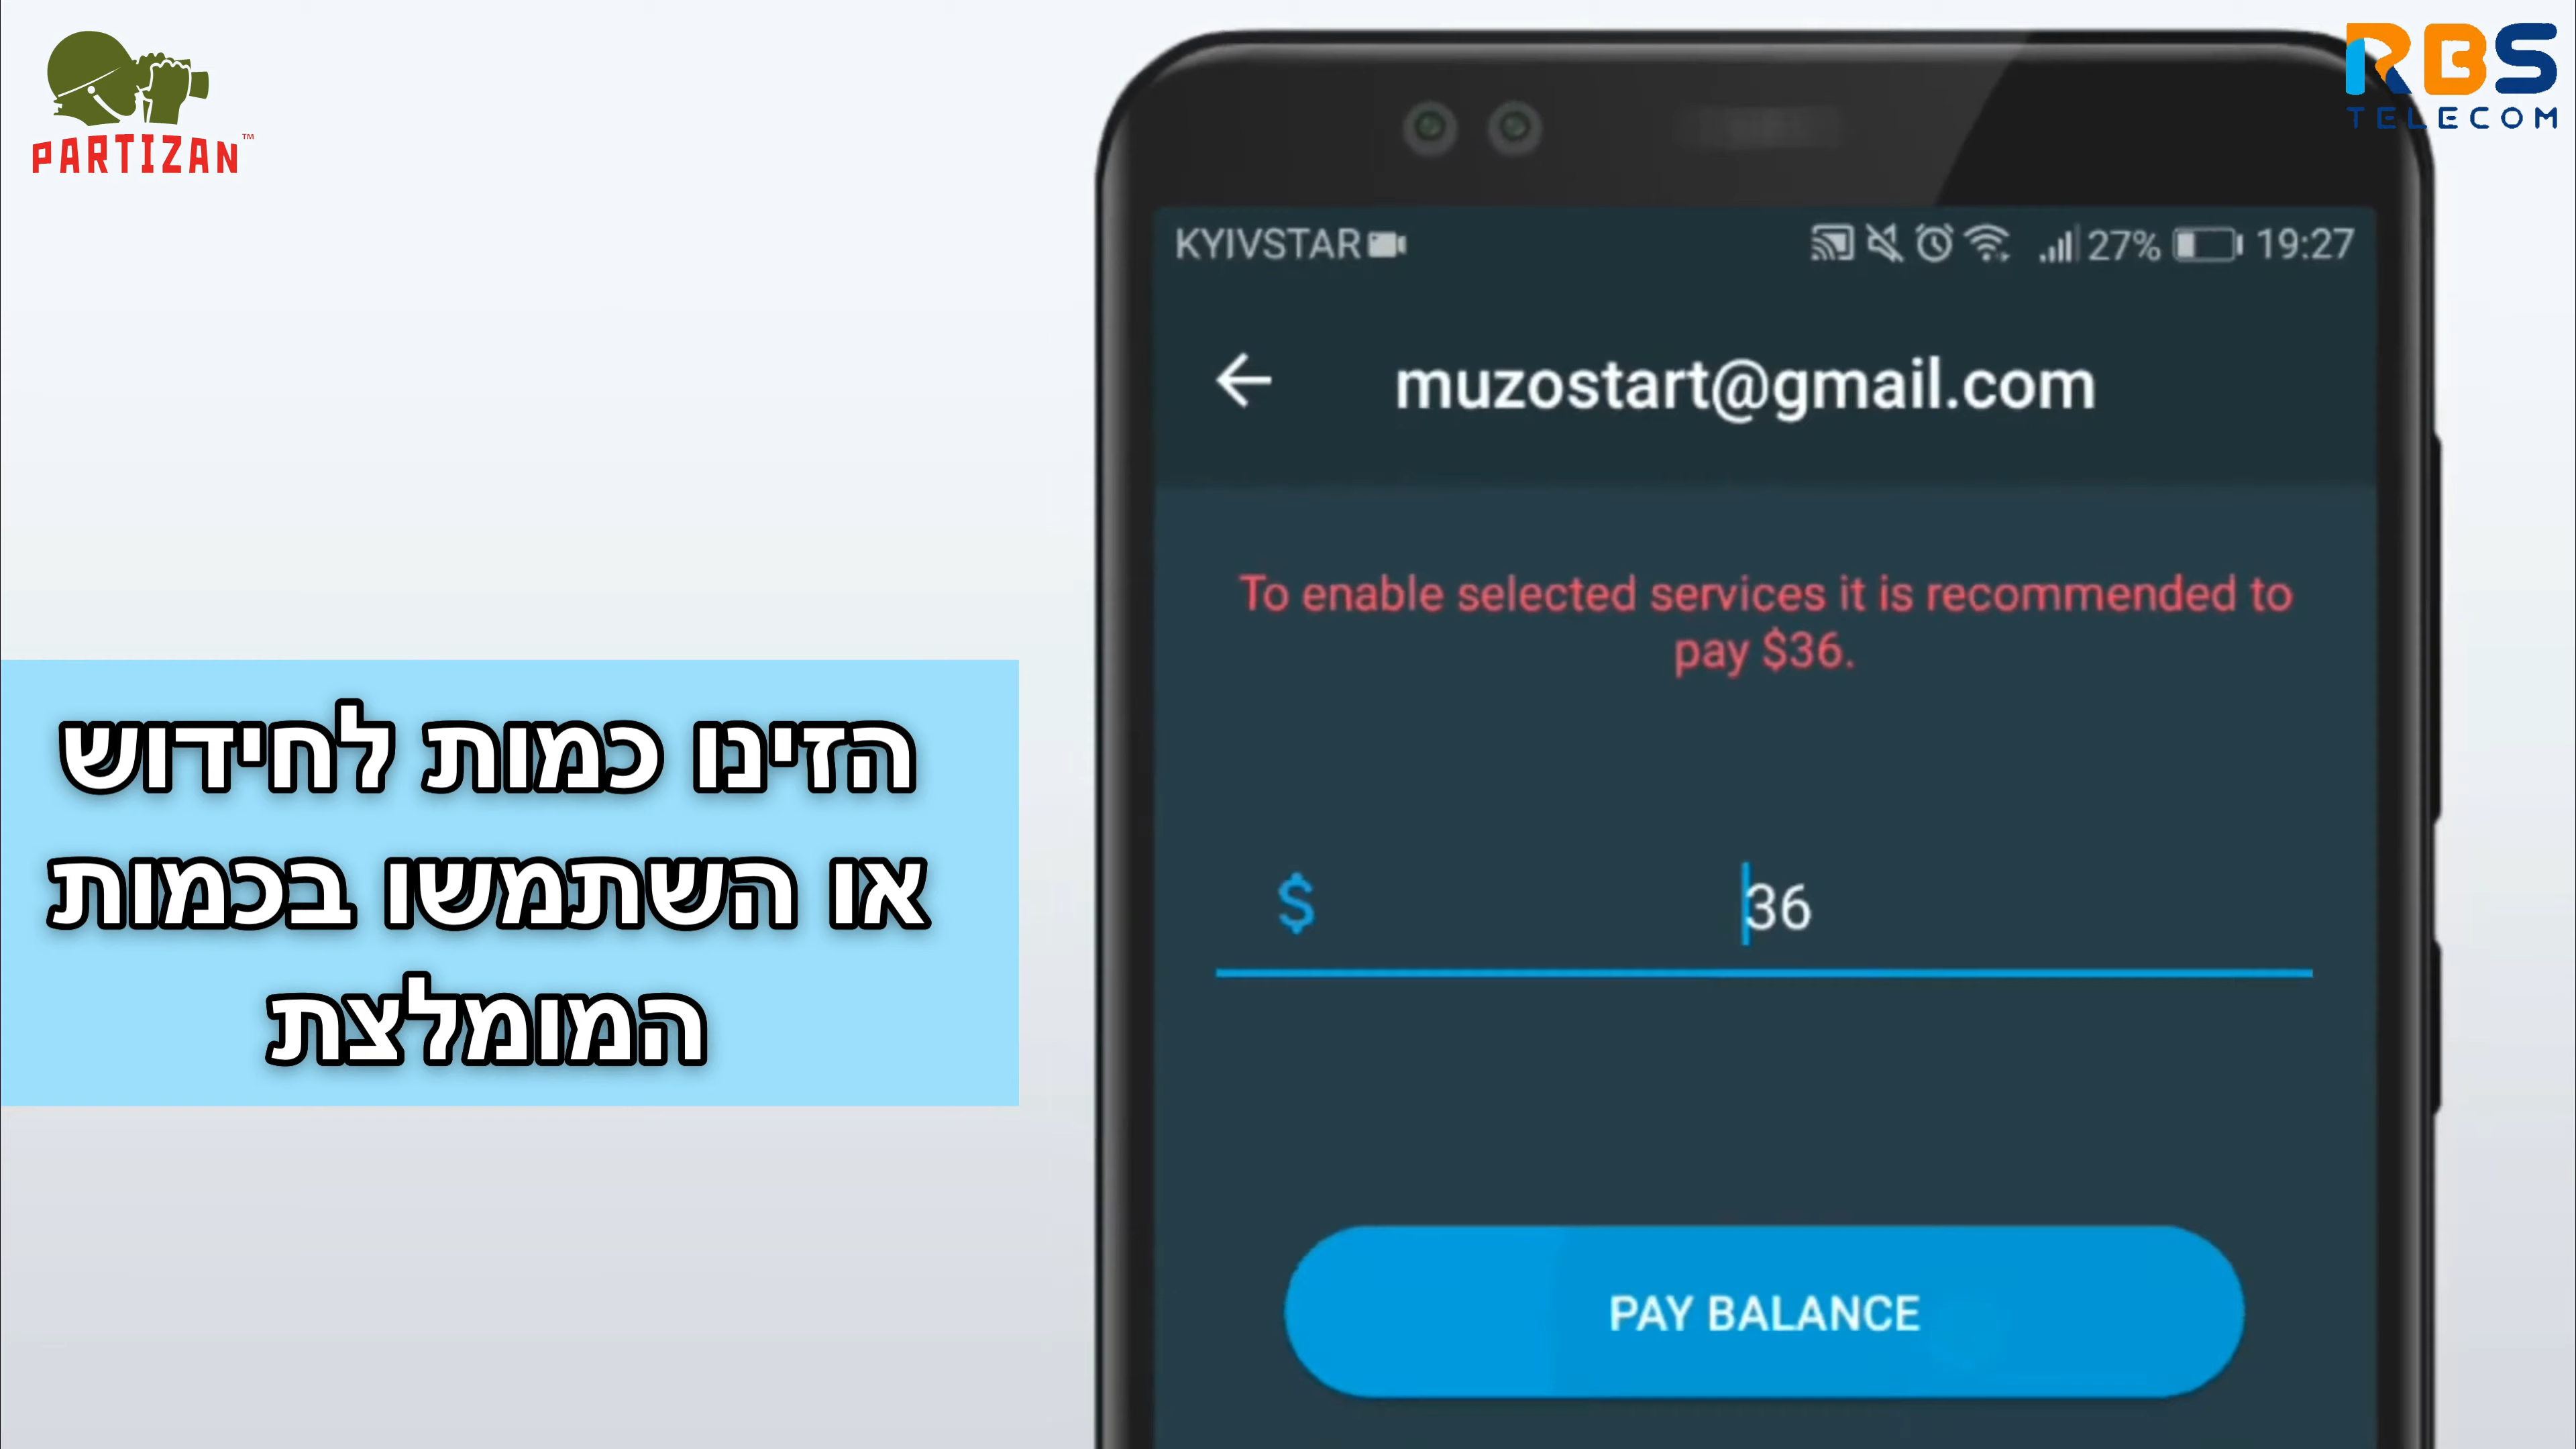 PARTIZAN™
RBS
TELECOM
KYIVSTAR 27% 19:27
muzostart@gmail.com
To enable selected services it is recommended to
pay $36.
הזינו כמות לחידוש
או השתמשו בכמות
המומלצת
$ 36
PAY BALANCE